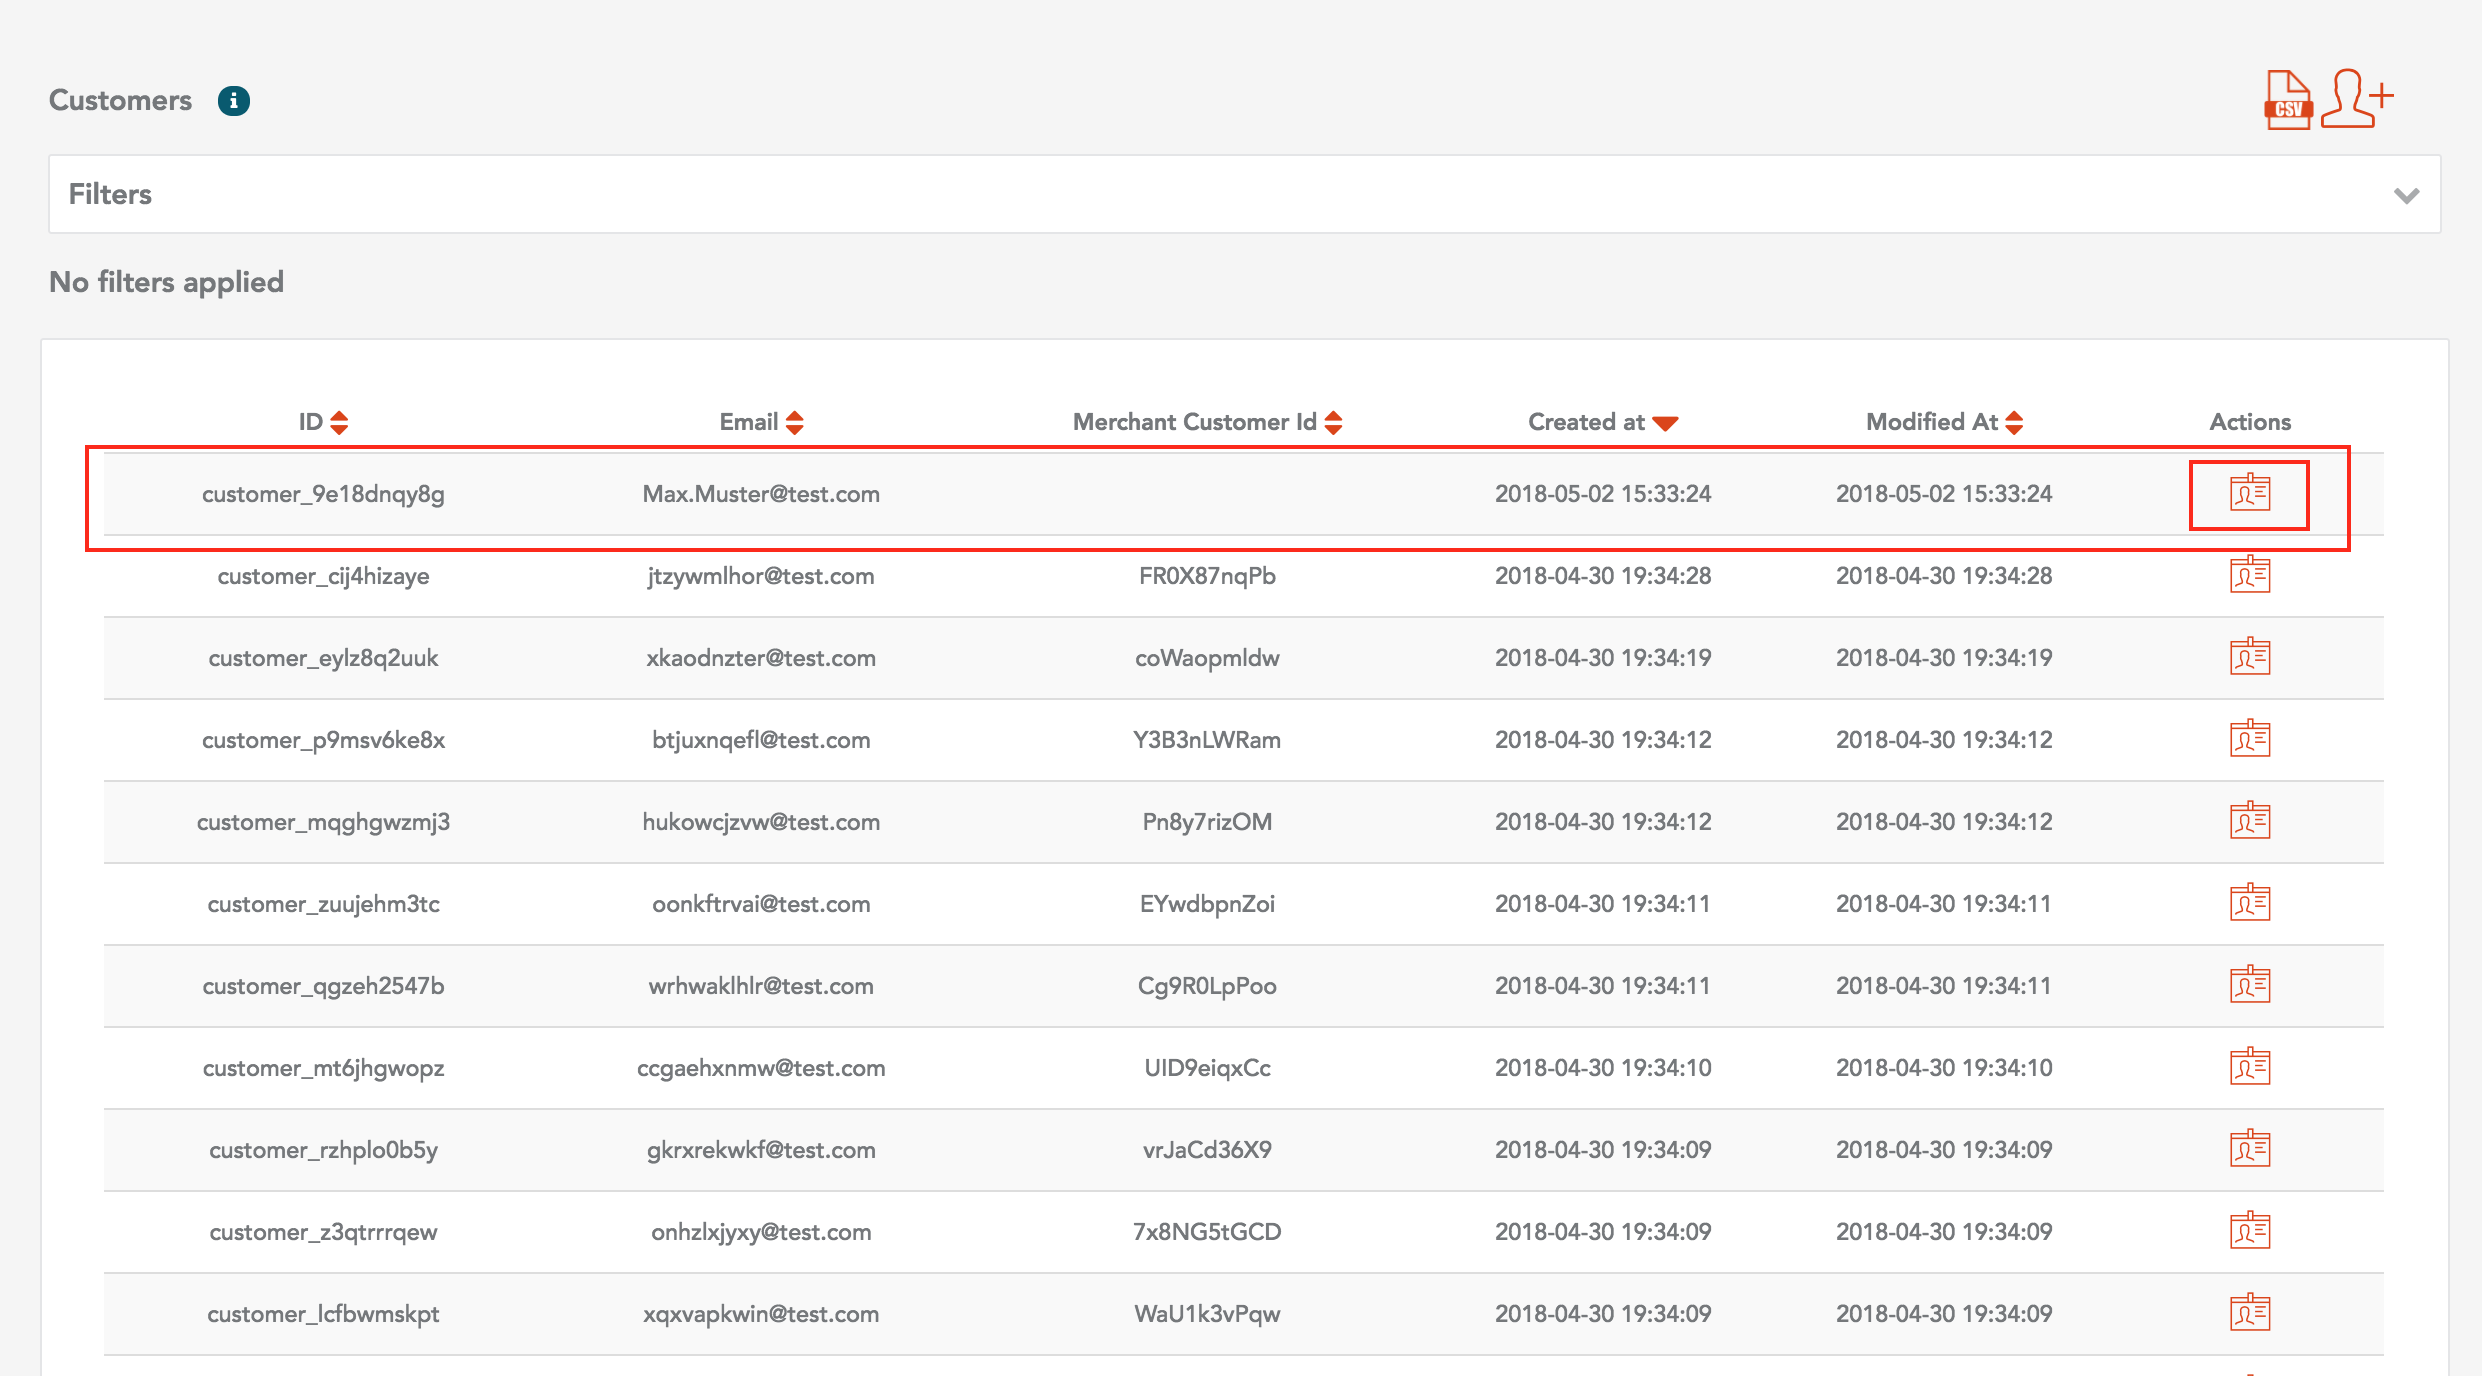 Customers
CSV
Filters
No filters applied
ID Email Merchant Customer Id Created at Modified At Actions
customer_9e18dnqy8g Max.Muster@test.com 2018-05-02 15:33:24 2018-05-02 15:33:24
customer_cij4hizaye jtzywmlhor@test.com FR0X87nqPb 2018-04-30 19:34:28 2018-04-30 19:34:28
customer_eylz8q2uuk xkaodnzter@test.com coWaopmldw 2018-04-30 19:34:19 2018-04-30 19:34:19
customer_p9msv6ke8x btjuxnqefl@test.com Y3B3nLWRam 2018-04-30 19:34:12 2018-04-30 19:34:12
customer_mqghgwzmj3 hukowcjzvw@test.com Pn8y7rizOM 2018-04-30 19:34:12 2018-04-30 19:34:12
customer_zuujehm3tc oonkftrvai@test.com EYwdbpnZoi 2018-04-30 19:34:11 2018-04-30 19:34:11
customer_qgzeh2547b wrhwaklhlr@test.com Cg9R0LpPoo 2018-04-30 19:34:11 2018-04-30 19:34:11
customer_mt6jhgwopz ccgaehxnmw@test.com UID9eiqxCc 2018-04-30 19:34:10 2018-04-30 19:34:10
customer_rzhplo0b5y gkrxrekwkf@test.com vrJaCd36X9 2018-04-30 19:34:09 2018-04-30 19:34:09
customer_z3qtrrrqew onhzlxjyxy@test.com 7x8NG5tGCD 2018-04-30 19:34:09 2018-04-30 19:34:09
customer_lcfbwmskpt xqxvapkwin@test.com WaU1k3vPqw 2018-04-30 19:34:09 2018-04-30 19:34:09